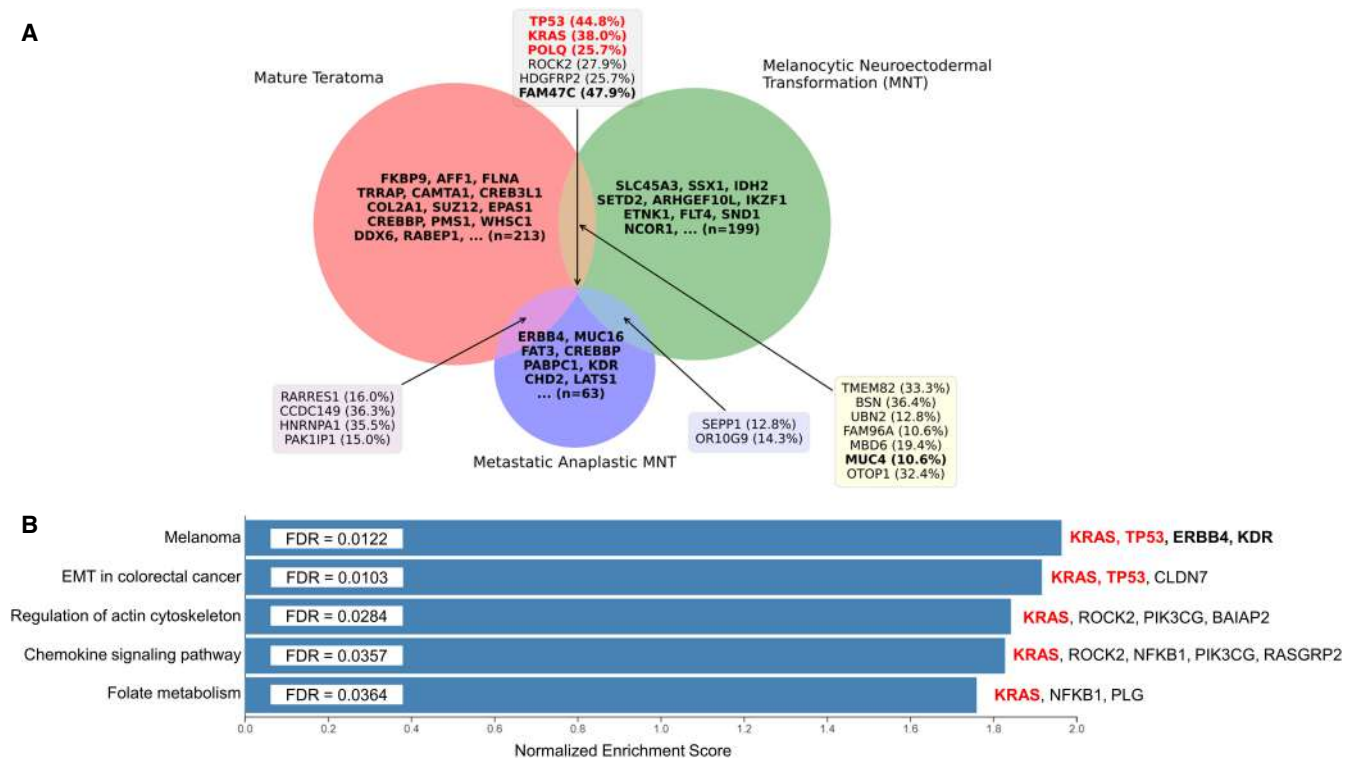 A
TP53 (44.8%)
KRAS (38.0%)
POLQ (25.7%)
ROCK2 (27.9%)
HDGFRP2 (25.7%)
FAM47C (47.9%)
Mature Teratoma
Melanocytic Neuroectodermal
Transformation (MNT)
FKBP9, AFF1, FLNA
TRRAP, CAMTA1, CREB3L1
COL2A1, SUZ12, EPAS1
CREBBP, PMS1, WHSC1
DDX6, RABEP1, ... (n=213)
SLC45A3, SSX1, IDH2
SETD2, ARHGEF10L, IKZF1
ETNK1, FLT4, SND1
NCOR1, ... (n=199)
ERBB4, MUC16
FAT3, CREBBP
PABPC1, KDR
CHD2, LATS1
... (n=63)
RARRES1 (16.0%)
CCDC149 (36.3%)
HNRNPA1 (35.5%)
PAK1IP1 (15.0%)
SEPP1 (12.8%)
OR10G9 (14.3%)
TMEM82 (33.3%)
BSN (36.4%)
UBN2 (12.8%)
FAM96A (10.6%)
MBD6 (19.4%)
MUC4 (10.6%)
OTOP1 (32.4%)
Metastatic Anaplastic MNT
B
Melanoma FDR = 0.0122 KRAS, TP53, ERBB4, KDR
EMT in colorectal cancer FDR = 0.0103 KRAS, TP53, CLDN7
Regulation of actin cytoskeleton FDR = 0.0284 KRAS, ROCK2, PIK3CG, BAIAP2
Chemokine signaling pathway FDR = 0.0357 KRAS, ROCK2, NFKB1, PIK3CG, RASGRP2
Folate metabolism FDR = 0.0364 KRAS, NFKB1, PLG
0.0 0.2 0.4 0.6 0.8 1.0 1.2 1.4 1.6 1.8 2.0
Normalized Enrichment Score